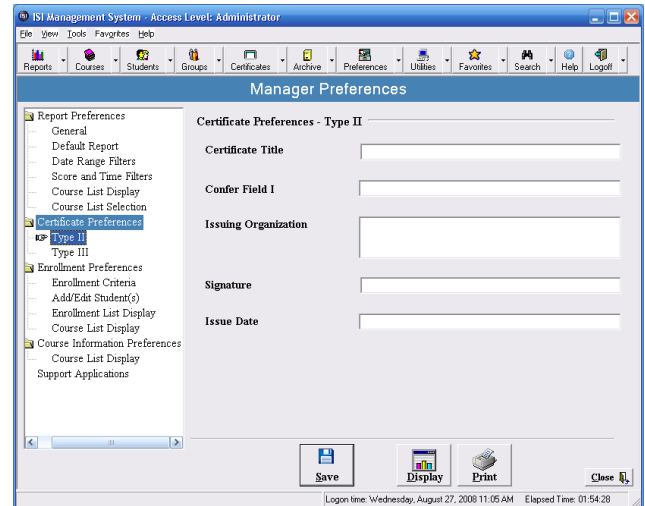 ISI Management System - Access Level: Administrator
File View Tools Favorites Help
Reports Courses Students Groups Certificates Archive Preferences Utilities Favorites Search Help Logoff
Manager Preferences
Report Preferences
General
Default Report
Date Range Filters
Score and Time Filters
Course List Display
Course List Selection
Certificate Preferences
Type II
Type III
Enrollment Preferences
Enrollment Criteria
Add/Edit Student(s)
Enrollment List Display
Course List Display
Course Information Preferences
Course List Display
Support Applications
Certificate Preferences - Type II
Certificate Title
Confer Field I
Issuing Organization
Signature
Issue Date
Save Display Print Close
Logon time: Wednesday, August 27, 2008 11:05 AM Elapsed Time: 01:54:28